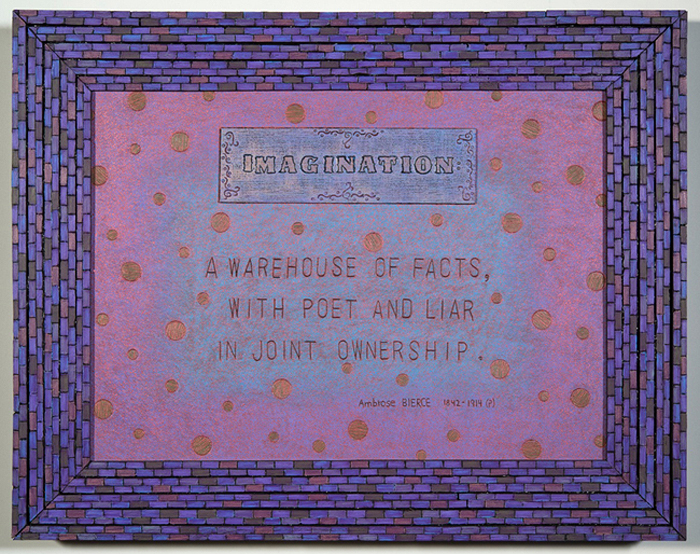 IMAGINATION:
A WAREHOUSE OF FACTS,
WITH POET AND LIAR
IN JOINT OWNERSHIP.
Ambrose BIERCE 1842-1914 (?)